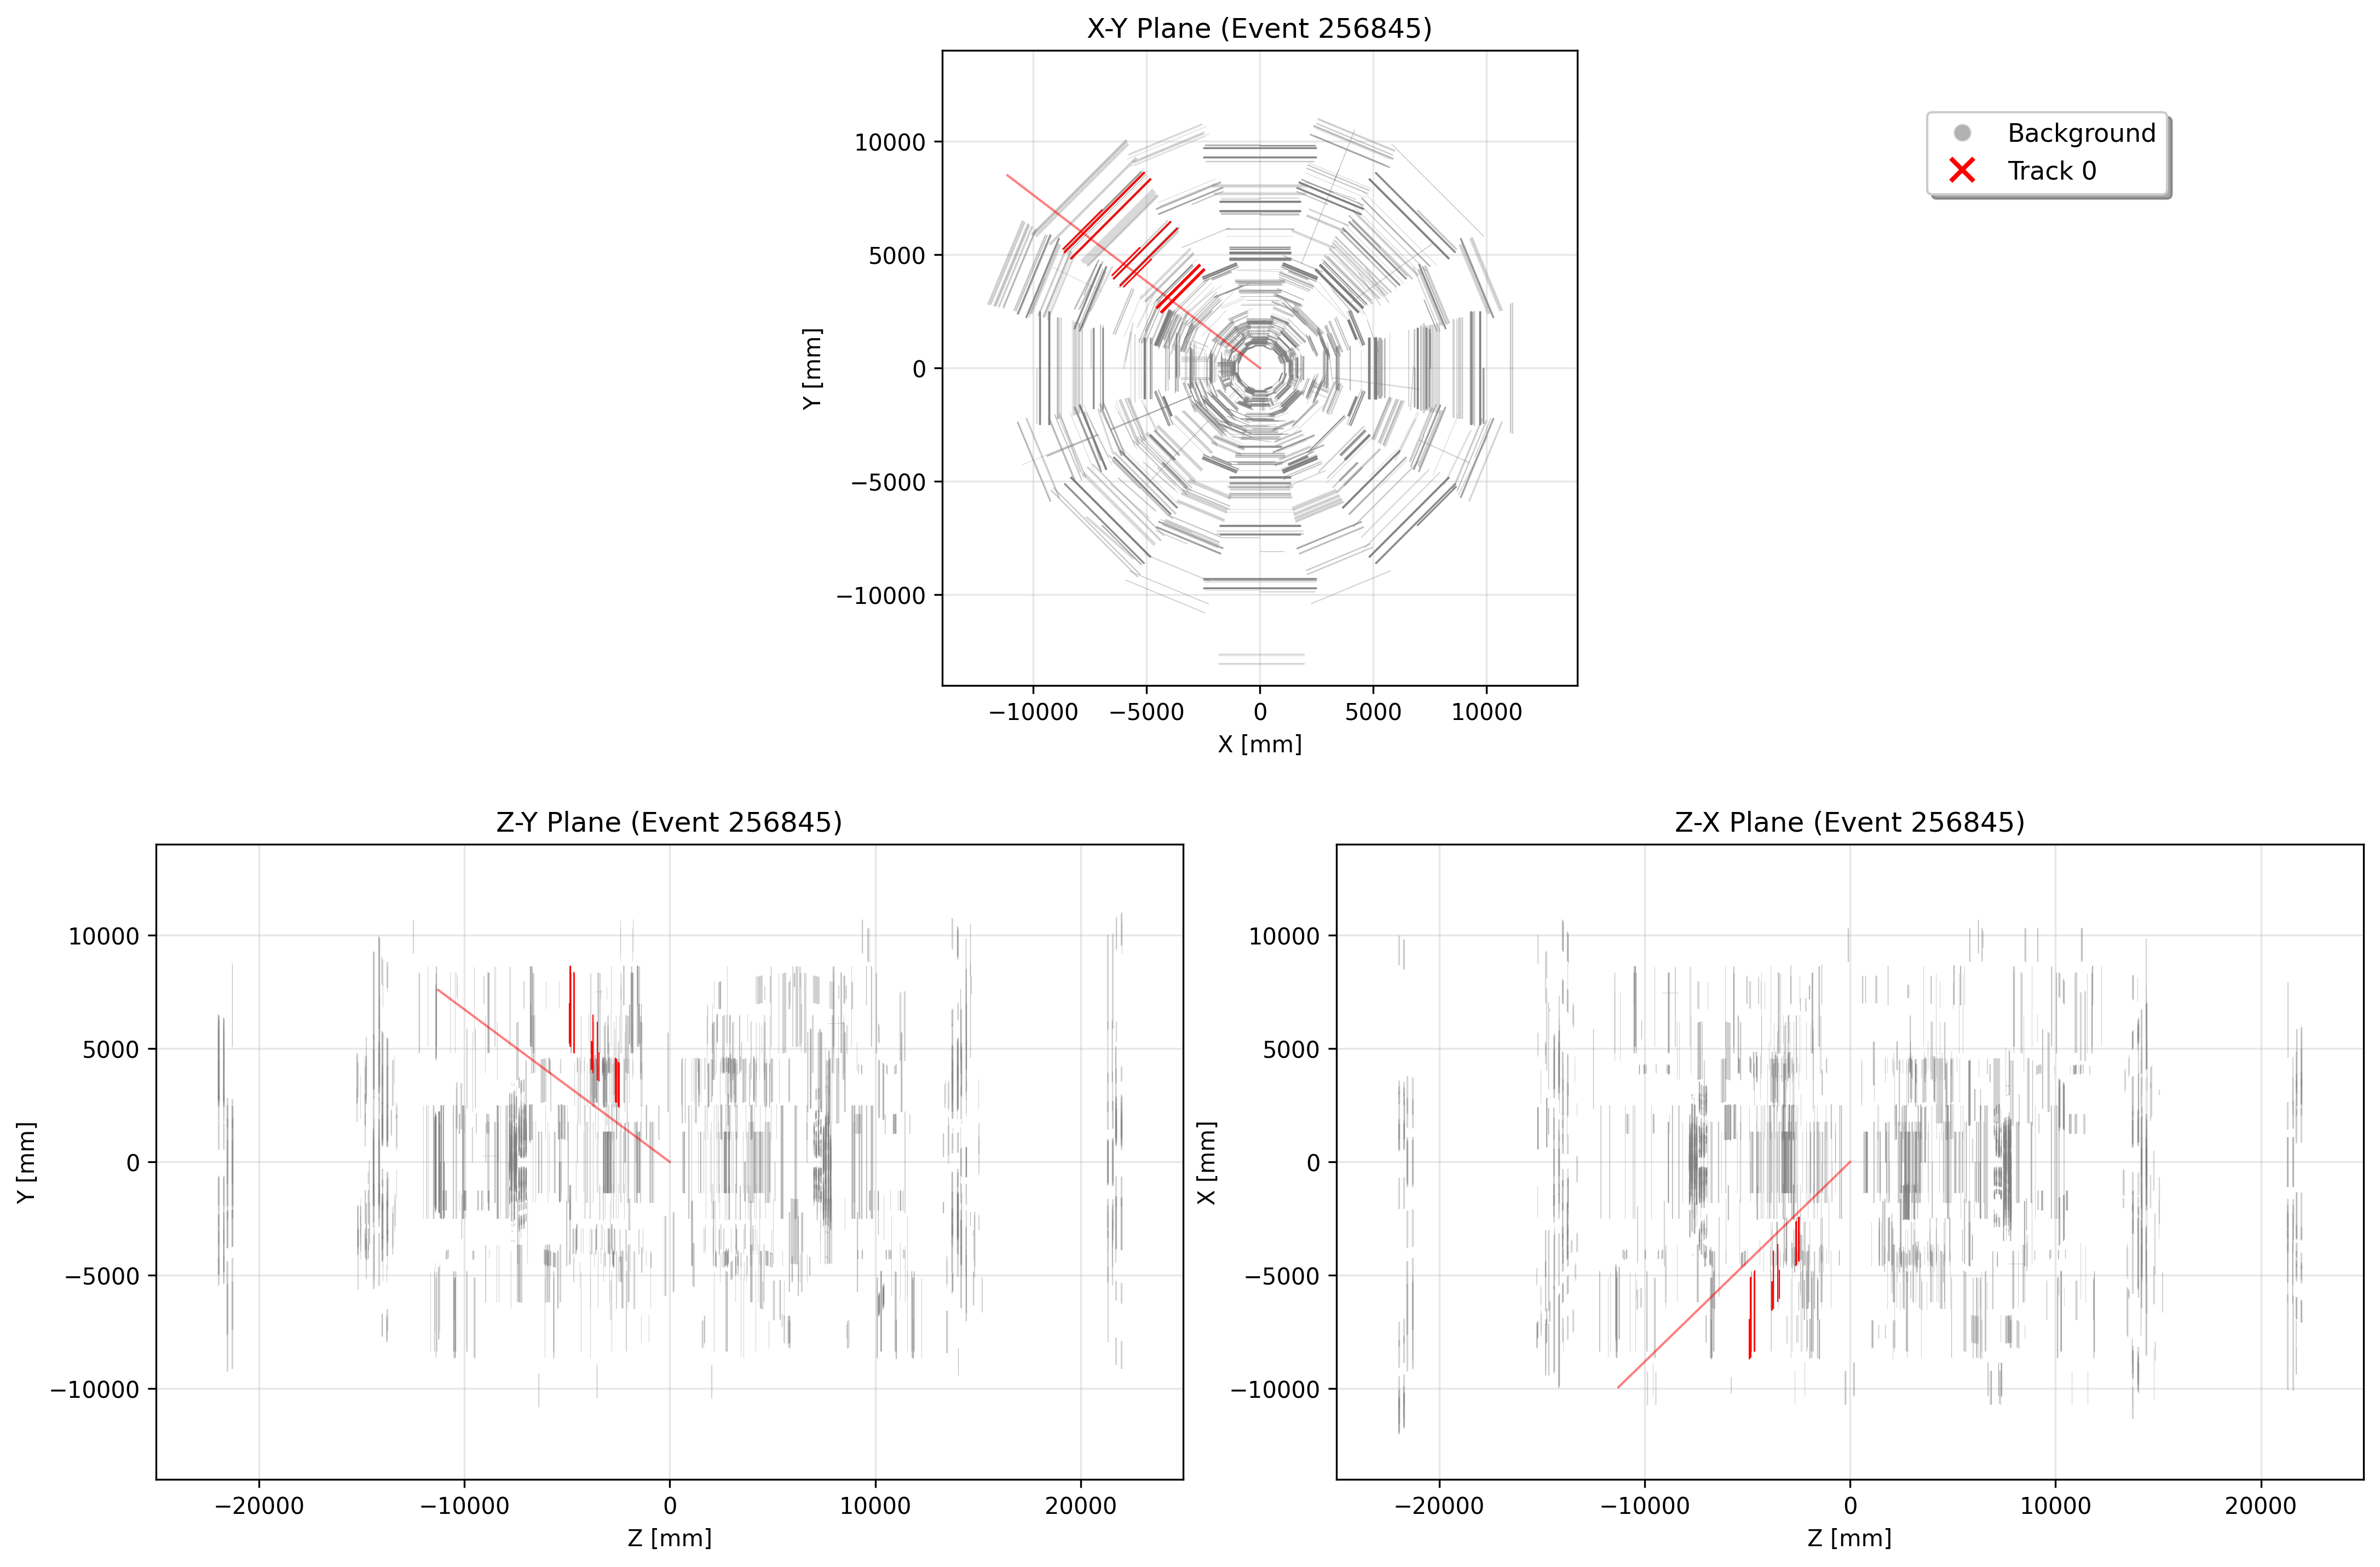 X-Y Plane (Event 256845)
Background
Track 0
10000
5000
0
−5000
−10000
Y [mm]
−10000 −5000 0 5000 10000
X [mm]
Z-Y Plane (Event 256845)
10000
5000
0
−5000
−10000
Y [mm]
−20000 −10000 0 10000 20000
Z [mm]
Z-X Plane (Event 256845)
10000
5000
0
−5000
−10000
X [mm]
−20000 −10000 0 10000 20000
Z [mm]